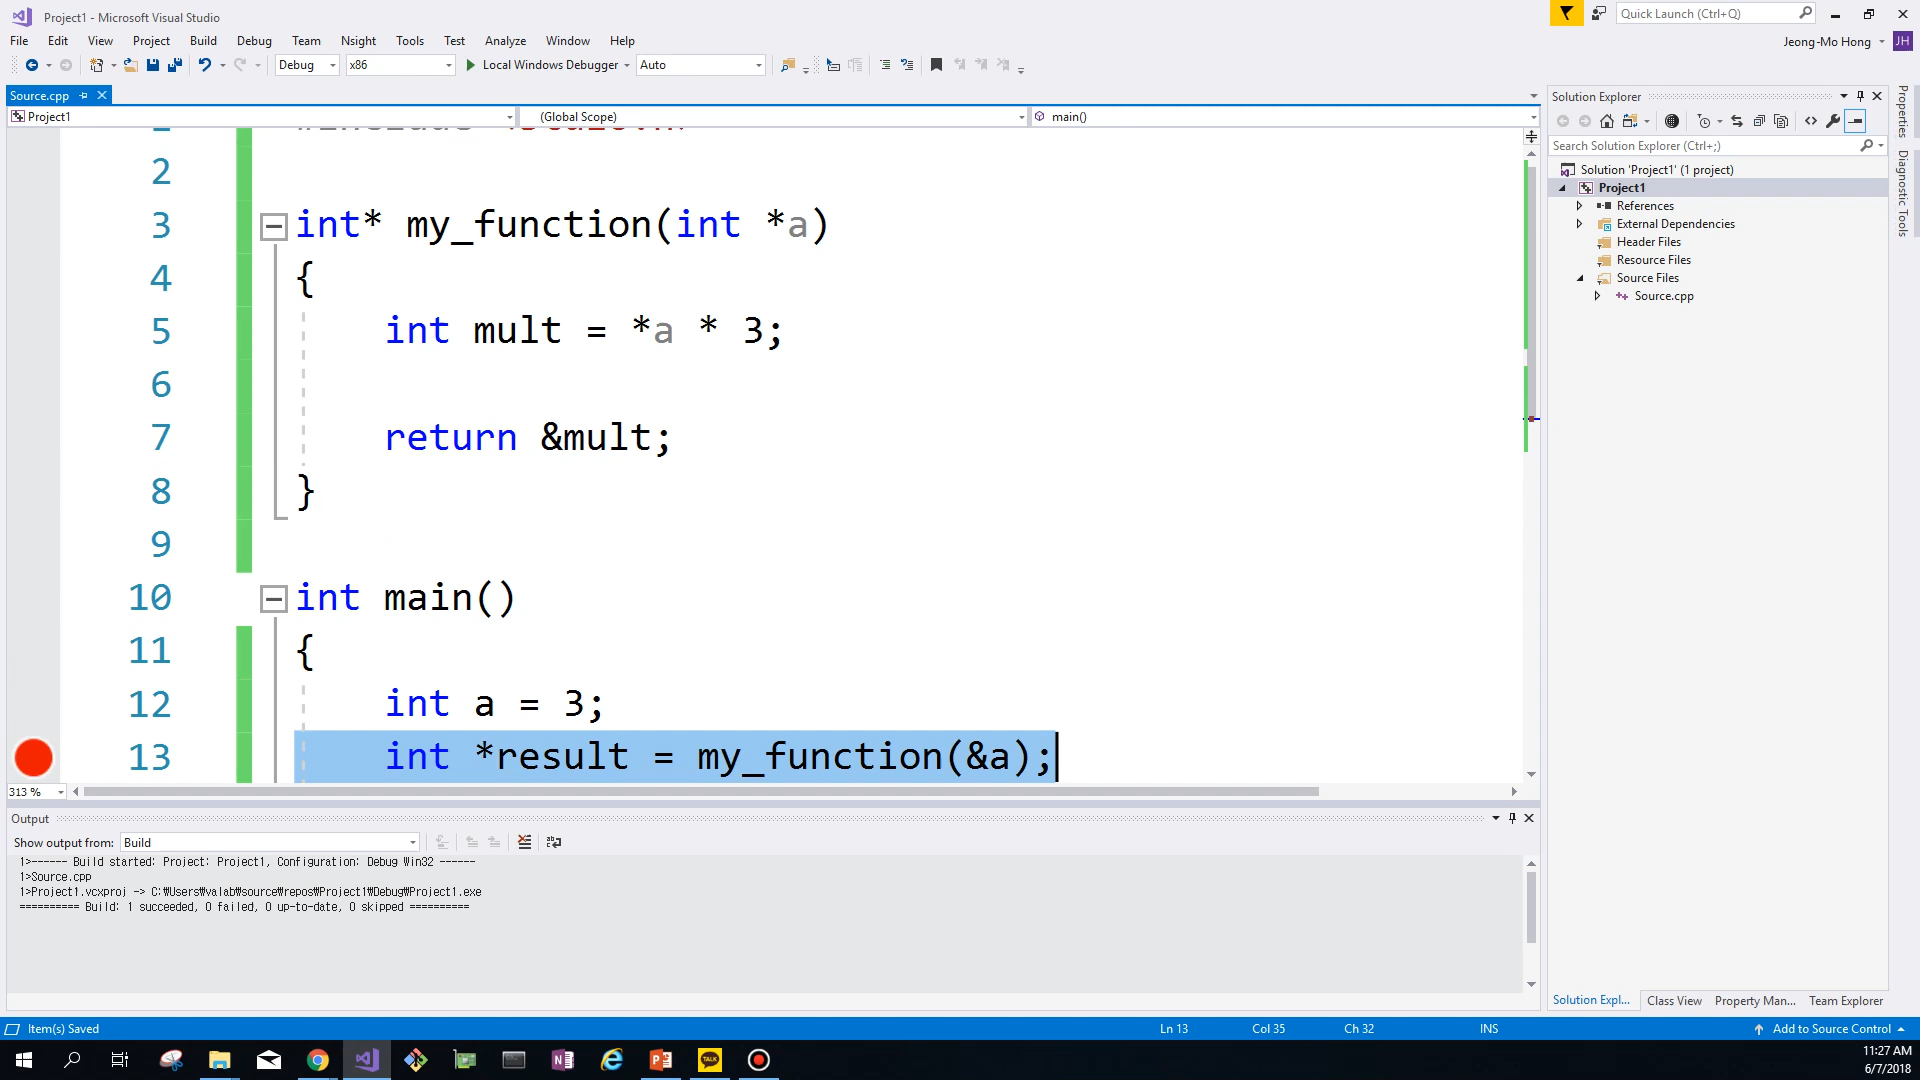 Project1 - Microsoft Visual Studio
Quick Launch (Ctrl+Q)
File Edit View Project Build Debug Team Nsight Tools Test Analyze Window Help
Jeong-Mo Hong JH
Debug x86 Local Windows Debugger Auto
Source.cpp
Project1 (Global Scope) main()
2
3 int* my_function(int *a)
4 {
5 int mult = *a * 3;
6
7 return &mult;
8 }
9
10 int main()
11 {
12 int a = 3;
13 int *result = my_function(&a);
313 %
Output
Show output from: Build
1>------ Build started: Project: Project1, Configuration: Debug Win32 ------
1>Source.cpp
1>Project1.vcxproj -> C:₩Users₩valab₩source₩repos₩Project1₩Debug₩Project1.exe
========== Build: 1 succeeded, 0 failed, 0 up-to-date, 0 skipped ==========
Solution Explorer
Search Solution Explorer (Ctrl+;)
Solution 'Project1' (1 project)
Project1
References
External Dependencies
Header Files
Resource Files
Source Files
Source.cpp
Solution Expl... Class View Property Man... Team Explorer
Properties
Diagnostic Tools
Item(s) Saved Ln 13 Col 35 Ch 32 INS Add to Source Control
TALK
11:27 AM
6/7/2018